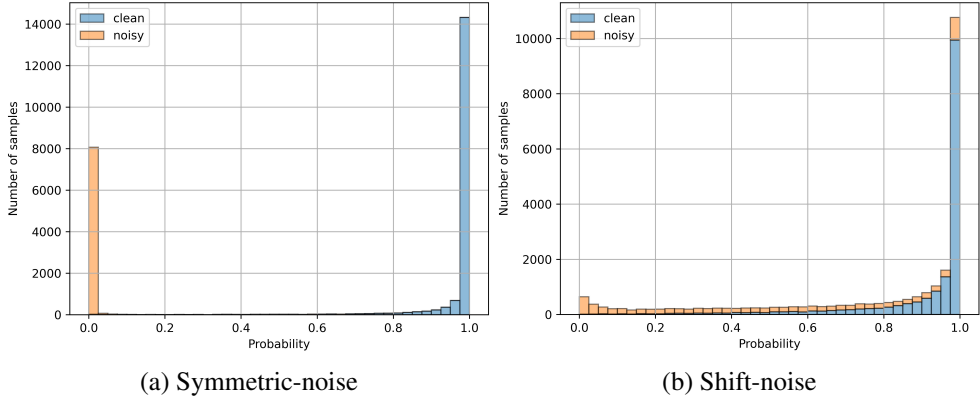 clean
noisy
14000
12000
10000
8000
6000
4000
2000
0
Number of samples
0.0 0.2 0.4 0.6 0.8 1.0
Probability
(a) Symmetric-noise
clean
noisy
10000
8000
6000
4000
2000
0
Number of samples
0.0 0.2 0.4 0.6 0.8 1.0
Probability
(b) Shift-noise